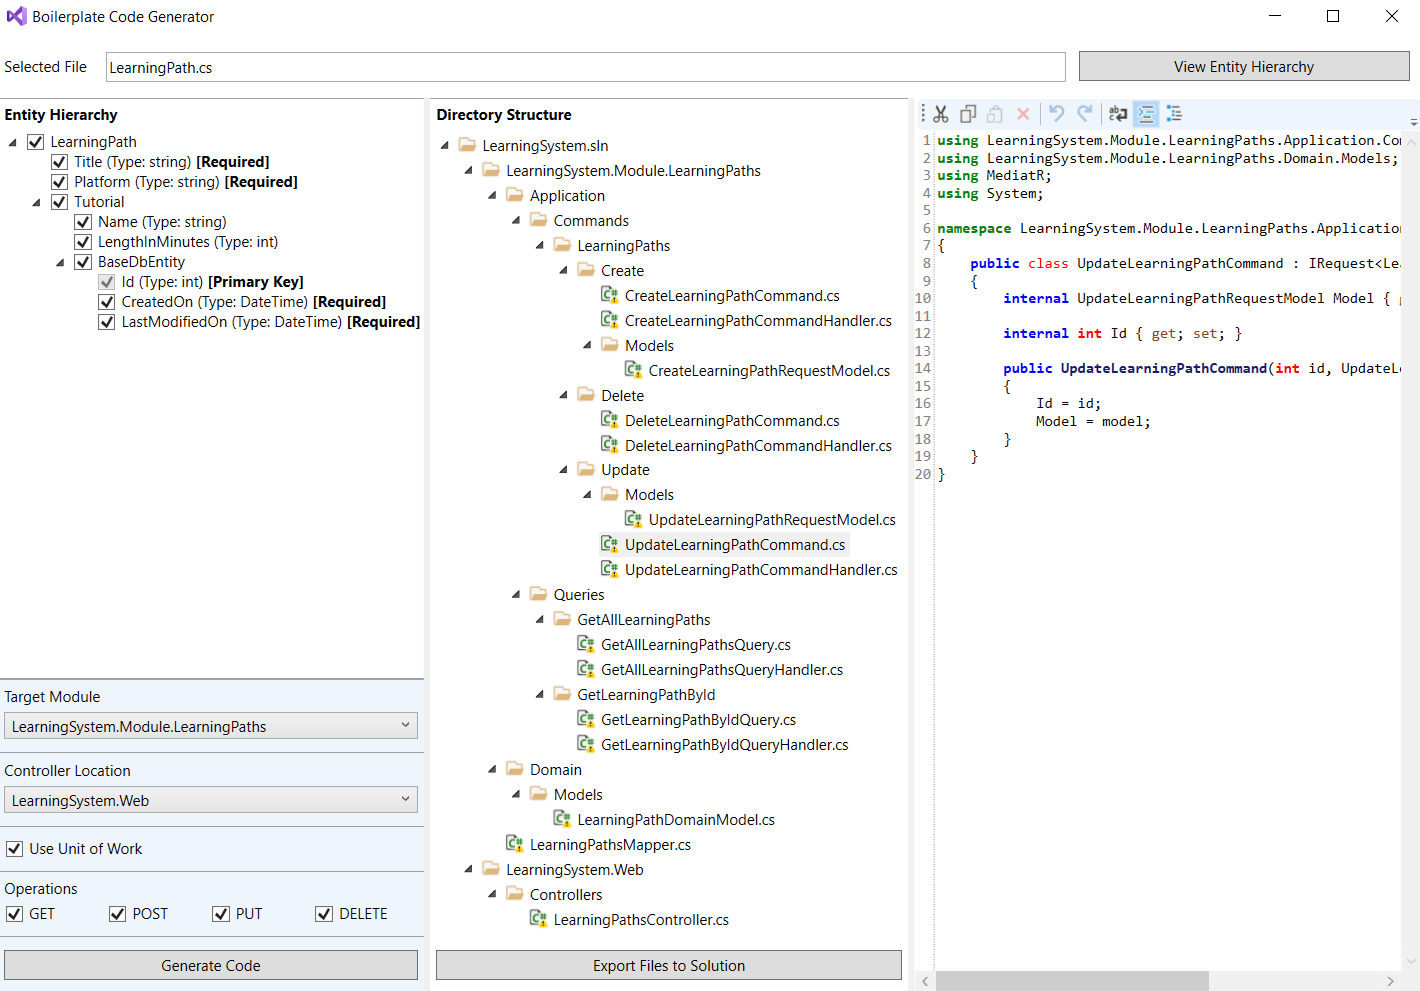 Boilerplate Code Generator
Selected File
LearningPath.cs
View Entity Hierarchy
Entity Hierarchy
LearningPath
Title (Type: string) [Required]
Platform (Type: string) [Required]
Tutorial
Name (Type: string)
LengthInMinutes (Type: int)
BaseDbEntity
Id (Type: int) [Primary Key]
CreatedOn (Type: DateTime) [Required]
LastModifiedOn (Type: DateTime) [Required]
Target Module
LearningSystem.Module.LearningPaths
Controller Location
LearningSystem.Web
Use Unit of Work
Operations
GET POST PUT DELETE
Generate Code
Directory Structure
LearningSystem.sln
LearningSystem.Module.LearningPaths
Application
Commands
LearningPaths
Create
CreateLearningPathCommand.cs
CreateLearningPathCommandHandler.cs
Models
CreateLearningPathRequestModel.cs
Delete
DeleteLearningPathCommand.cs
DeleteLearningPathCommandHandler.cs
Update
Models
UpdateLearningPathRequestModel.cs
UpdateLearningPathCommand.cs
UpdateLearningPathCommandHandler.cs
Queries
GetAllLearningPaths
GetAllLearningPathsQuery.cs
GetAllLearningPathsQueryHandler.cs
GetLearningPathById
GetLearningPathByIdQuery.cs
GetLearningPathByIdQueryHandler.cs
Domain
Models
LearningPathDomainModel.cs
LearningPathsMapper.cs
LearningSystem.Web
Controllers
LearningPathsController.cs
Export Files to Solution
1 using LearningSystem.Module.LearningPaths.Application.Co
2 using LearningSystem.Module.LearningPaths.Domain.Models;
3 using MediatR;
4 using System;
5
6 namespace LearningSystem.Module.LearningPaths.Application
7 {
8 public class UpdateLearningPathCommand : IRequest<Le
9 {
10 internal UpdateLearningPathRequestModel Model { g
11
12 internal int Id { get; set; }
13
14 public UpdateLearningPathCommand(int id, UpdateL
15 {
16 Id = id;
17 Model = model;
18 }
19 }
20 }